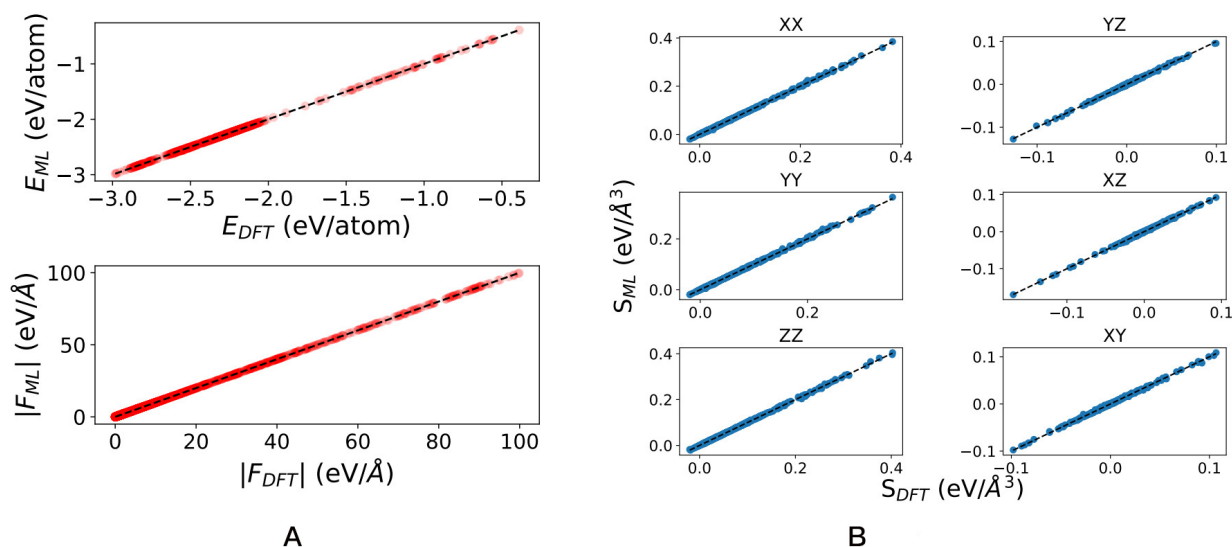 −1
−2
−3
E_ML (eV/atom)
−3.0 −2.5 −2.0 −1.5 −1.0 −0.5
E_DFT (eV/atom)
100
50
0
|F_ML| (eV/Å)
0 20 40 60 80 100
|F_DFT| (eV/Å)
A
XX
0.4
0.2
0.0
0.0 0.2 0.4
YZ
0.1
0.0
−0.1
−0.1 0.0 0.1
YY
0.2
0.0
0.0 0.2
XZ
0.1
0.0
−0.1
−0.1 0.0 0.1
ZZ
0.4
0.2
0.0
0.0 0.2 0.4
XY
0.1
0.0
−0.1
−0.1 0.0 0.1
S_ML (eV/Å³)
S_DFT (eV/Å³)
B